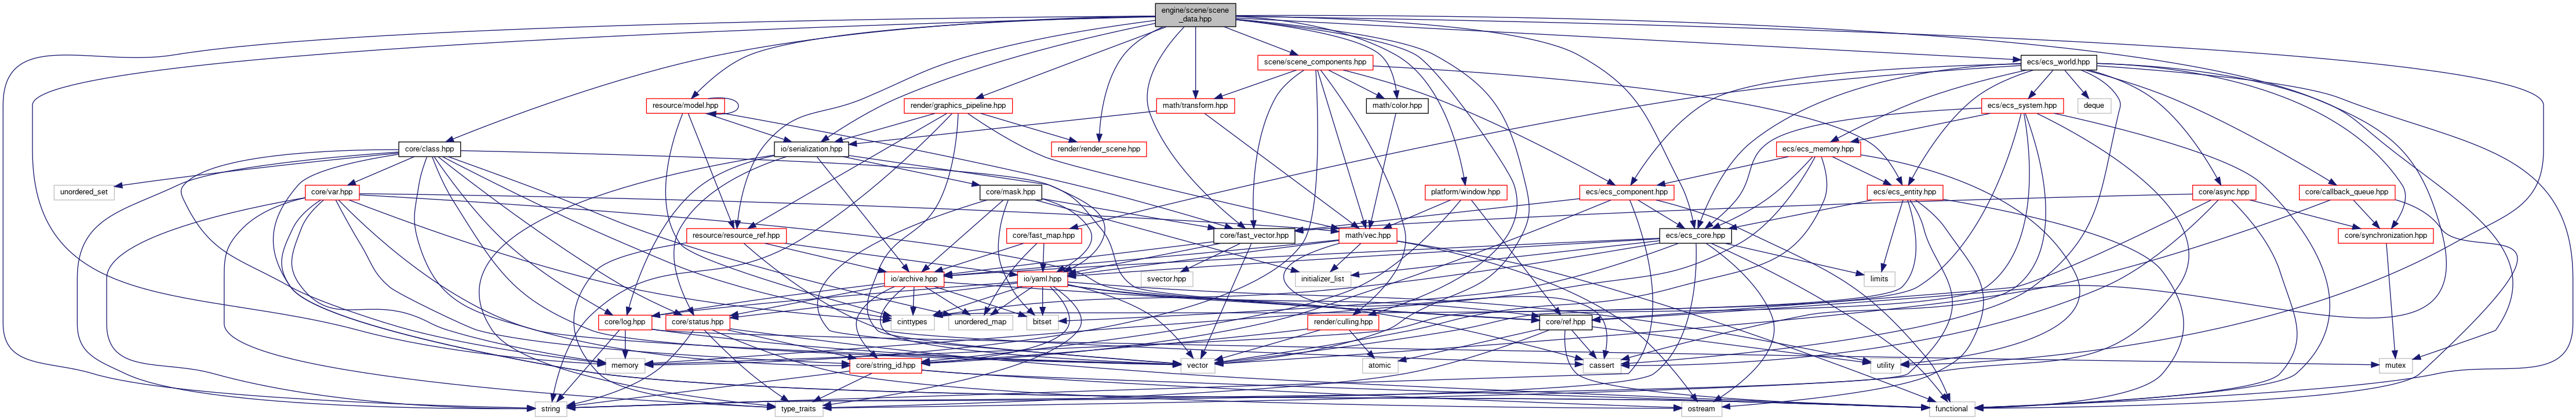 engine/scene/scene
_data.hpp
scene/scene_components.hpp
ecs/ecs_world.hpp
resource/model.hpp
render/graphics_pipeline.hpp
math/transform.hpp
math/color.hpp
deque
ecs/ecs_system.hpp
core/class.hpp
io/serialization.hpp
render/render_scene.hpp
ecs/ecs_memory.hpp
unordered_set
core/var.hpp
core/mask.hpp
platform/window.hpp
ecs/ecs_component.hpp
ecs/ecs_entity.hpp
core/async.hpp
core/callback_queue.hpp
resource/resource_ref.hpp
core/fast_map.hpp
core/fast_vector.hpp
math/vec.hpp
ecs/ecs_core.hpp
core/synchronization.hpp
io/archive.hpp
io/yaml.hpp
svector.hpp
initializer_list
limits
core/log.hpp
core/status.hpp
cinttypes
unordered_map
bitset
render/culling.hpp
core/ref.hpp
memory
core/string_id.hpp
vector
atomic
cassert
utility
mutex
string
type_traits
ostream
functional